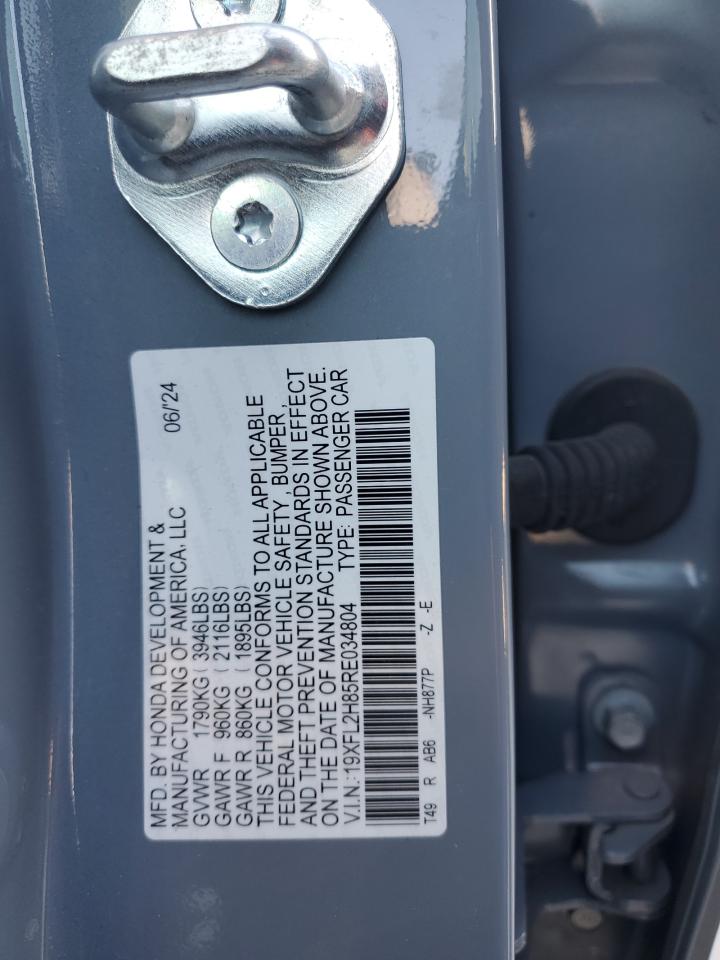 MFD. BY HONDA DEVELOPMENT &
MANUFACTURING OF AMERICA, LLC 06/'24
GVWR 1790KG ( 3946LBS)
GAWR F 960KG ( 2116LBS)
GAWR R 860KG ( 1895LBS)
THIS VEHICLE CONFORMS TO ALL APPLICABLE
FEDERAL MOTOR VEHICLE SAFETY , BUMPER ,
AND THEFT PREVENTION STANDARDS IN EFFECT
ON THE DATE OF MANUFACTURE SHOWN ABOVE.
V.I.N.:19XFL2H85RE034804 TYPE: PASSENGER CAR
T49 R AB6 -NH877P -Z -E